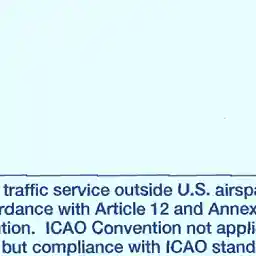 traffic service outside U.S. airspa
rdance with Article 12 and Annex
tion. ICAO Convention not appli
but compliance with ICAO stand